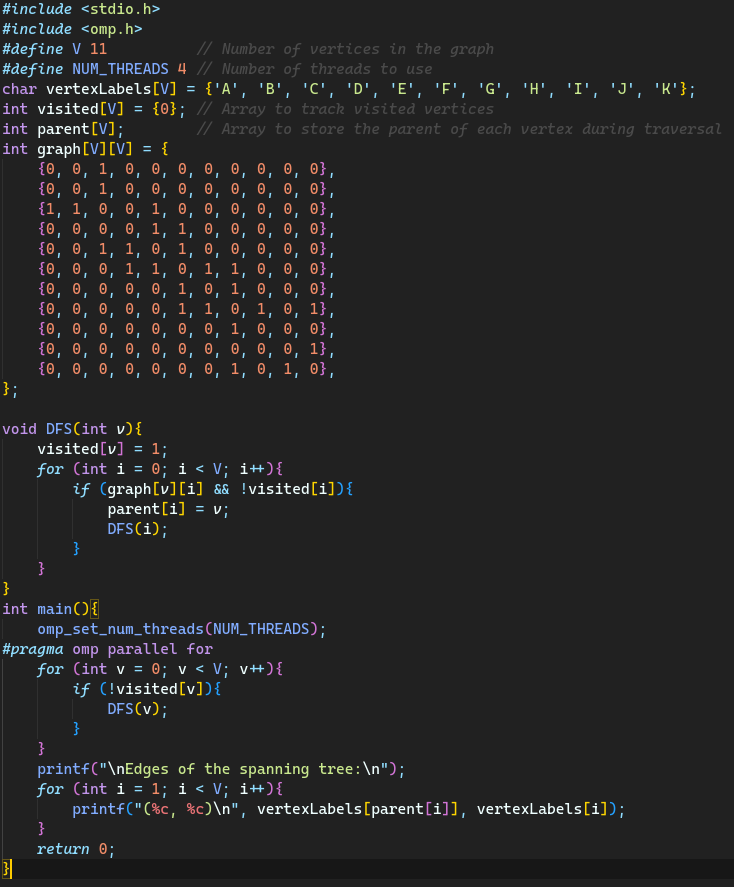 #include <stdio.h>
#include <omp.h>
#define V 11          // Number of vertices in the graph
#define NUM_THREADS 4 // Number of threads to use
char vertexLabels[V] = {'A', 'B', 'C', 'D', 'E', 'F', 'G', 'H', 'I', 'J', 'K'};
int visited[V] = {0}; // Array to track visited vertices
int parent[V];        // Array to store the parent of each vertex during traversal
int graph[V][V] = {
    {0, 0, 1, 0, 0, 0, 0, 0, 0, 0, 0},
    {0, 0, 1, 0, 0, 0, 0, 0, 0, 0, 0},
    {1, 1, 0, 0, 1, 0, 0, 0, 0, 0, 0},
    {0, 0, 0, 0, 1, 1, 0, 0, 0, 0, 0},
    {0, 0, 1, 1, 0, 1, 0, 0, 0, 0, 0},
    {0, 0, 0, 1, 1, 0, 1, 1, 0, 0, 0},
    {0, 0, 0, 0, 0, 1, 0, 1, 0, 0, 0},
    {0, 0, 0, 0, 0, 1, 1, 0, 1, 0, 1},
    {0, 0, 0, 0, 0, 0, 0, 1, 0, 0, 0},
    {0, 0, 0, 0, 0, 0, 0, 0, 0, 0, 1},
    {0, 0, 0, 0, 0, 0, 0, 1, 0, 1, 0},
};
void DFS(int v){
    visited[v] = 1;
    for (int i = 0; i < V; i++){
        if (graph[v][i] && !visited[i]){
            parent[i] = v;
            DFS(i);
        }
    }
}
int main(){
    omp_set_num_threads(NUM_THREADS);
#pragma omp parallel for
    for (int v = 0; v < V; v++){
        if (!visited[v]){
            DFS(v);
        }
    }
    printf("\nEdges of the spanning tree:\n");
    for (int i = 1; i < V; i++){
        printf("(%c, %c)\n", vertexLabels[parent[i]], vertexLabels[i]);
    }
    return 0;
}